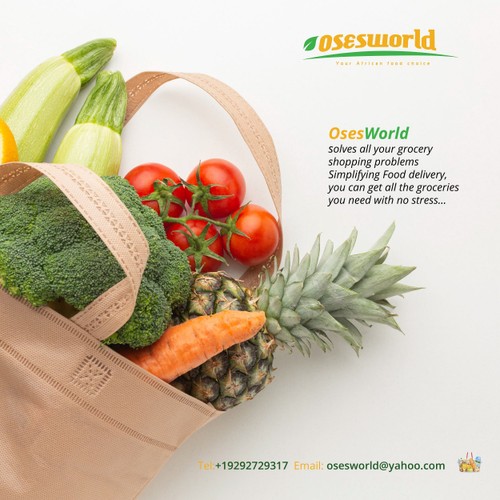 osesworld
Your African food choice
OsesWorld
solves all your grocery
shopping problems
Simplifying Food delivery,
you can get all the groceries
you need with no stress...
Tel:+19292729317 Email: osesworld@yahoo.com